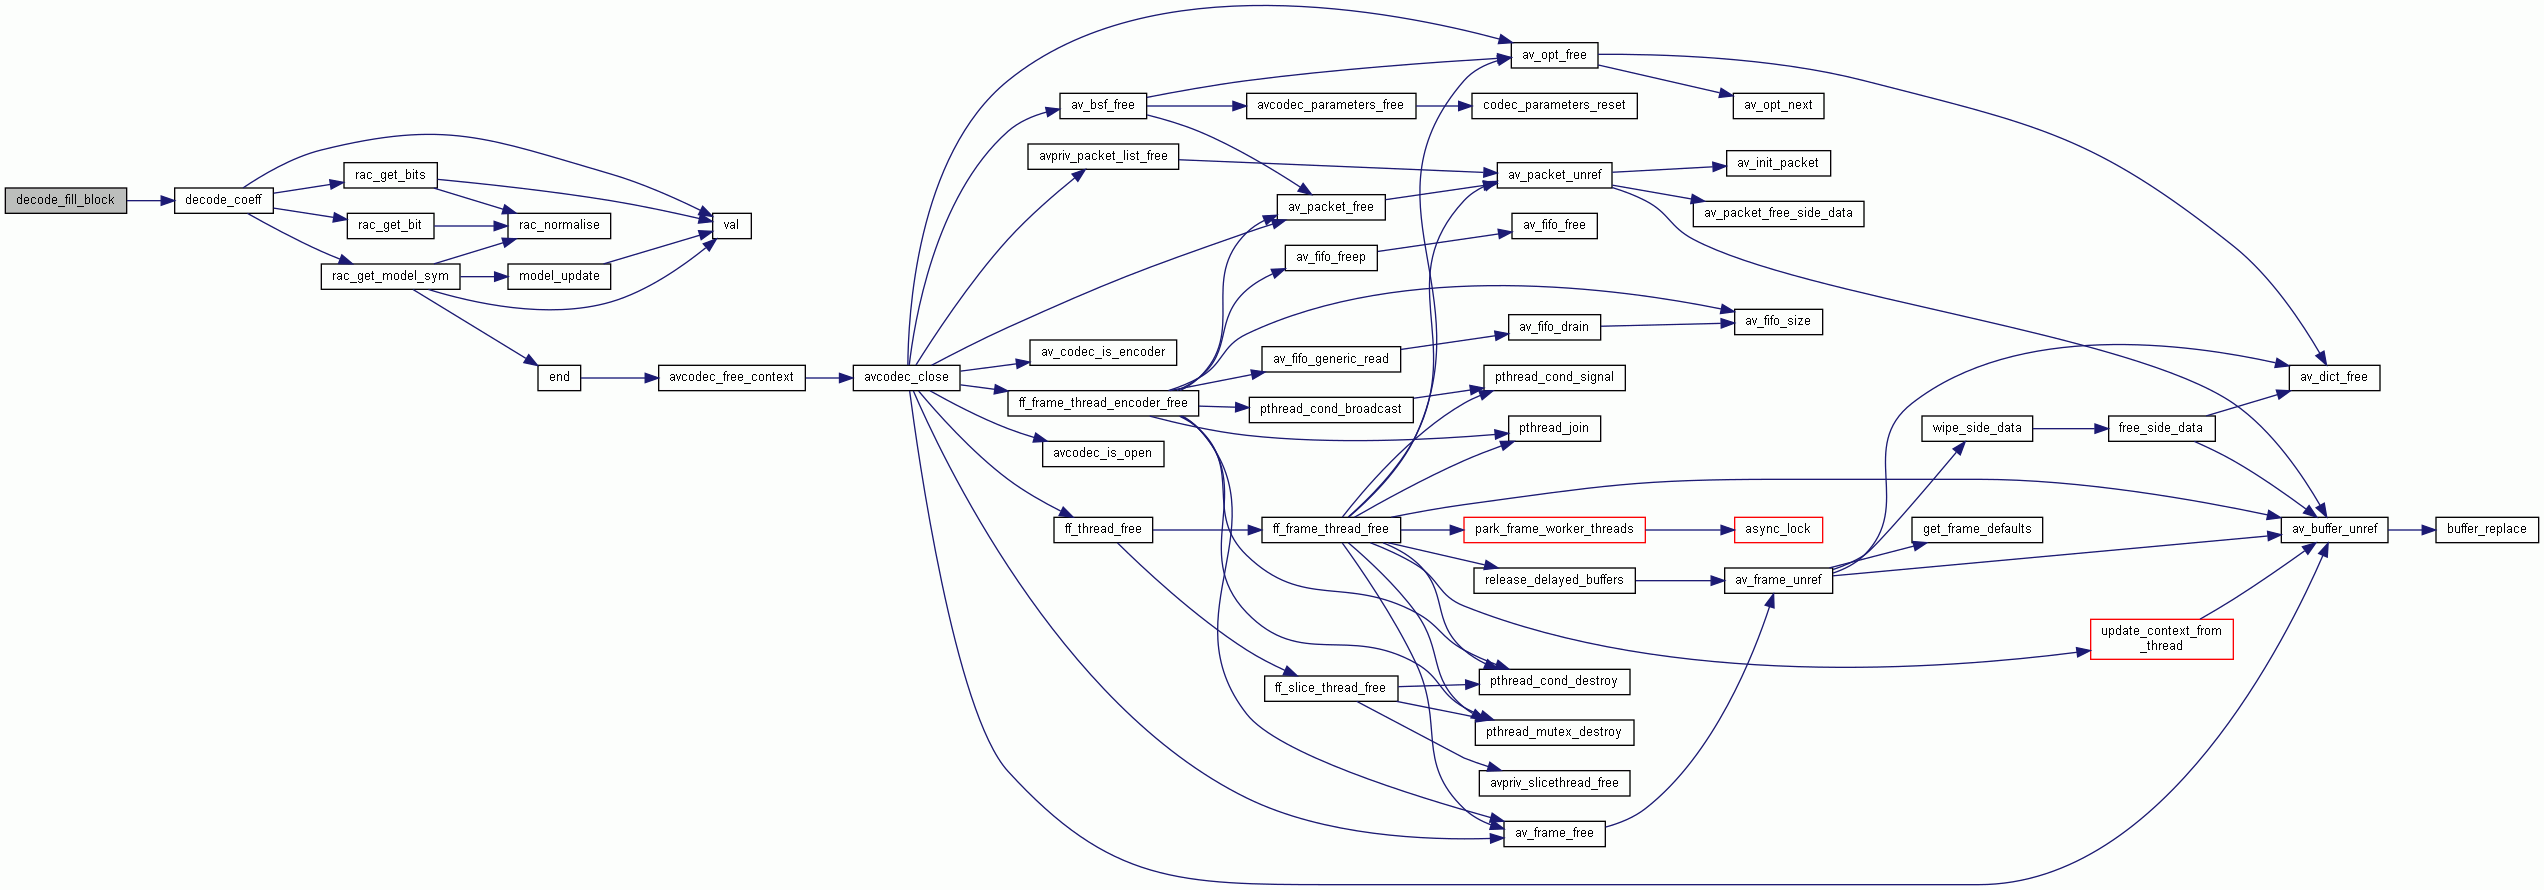 decode_fill_block
decode_coeff
rac_get_bits
rac_get_bit
rac_get_model_sym
rac_normalise
model_update
val
end
avcodec_free_context
avcodec_close
av_bsf_free
avpriv_packet_list_free
av_codec_is_encoder
ff_frame_thread_encoder_free
avcodec_is_open
ff_thread_free
avcodec_parameters_free
av_packet_free
av_fifo_freep
av_fifo_generic_read
pthread_cond_broadcast
ff_frame_thread_free
ff_slice_thread_free
av_opt_free
codec_parameters_reset
av_packet_unref
av_fifo_free
av_fifo_drain
pthread_cond_signal
pthread_join
park_frame_worker_threads
release_delayed_buffers
pthread_cond_destroy
pthread_mutex_destroy
avpriv_slicethread_free
av_frame_free
av_opt_next
av_init_packet
av_packet_free_side_data
av_fifo_size
async_lock
av_frame_unref
wipe_side_data
get_frame_defaults
free_side_data
update_context_from
_thread
av_dict_free
av_buffer_unref
buffer_replace